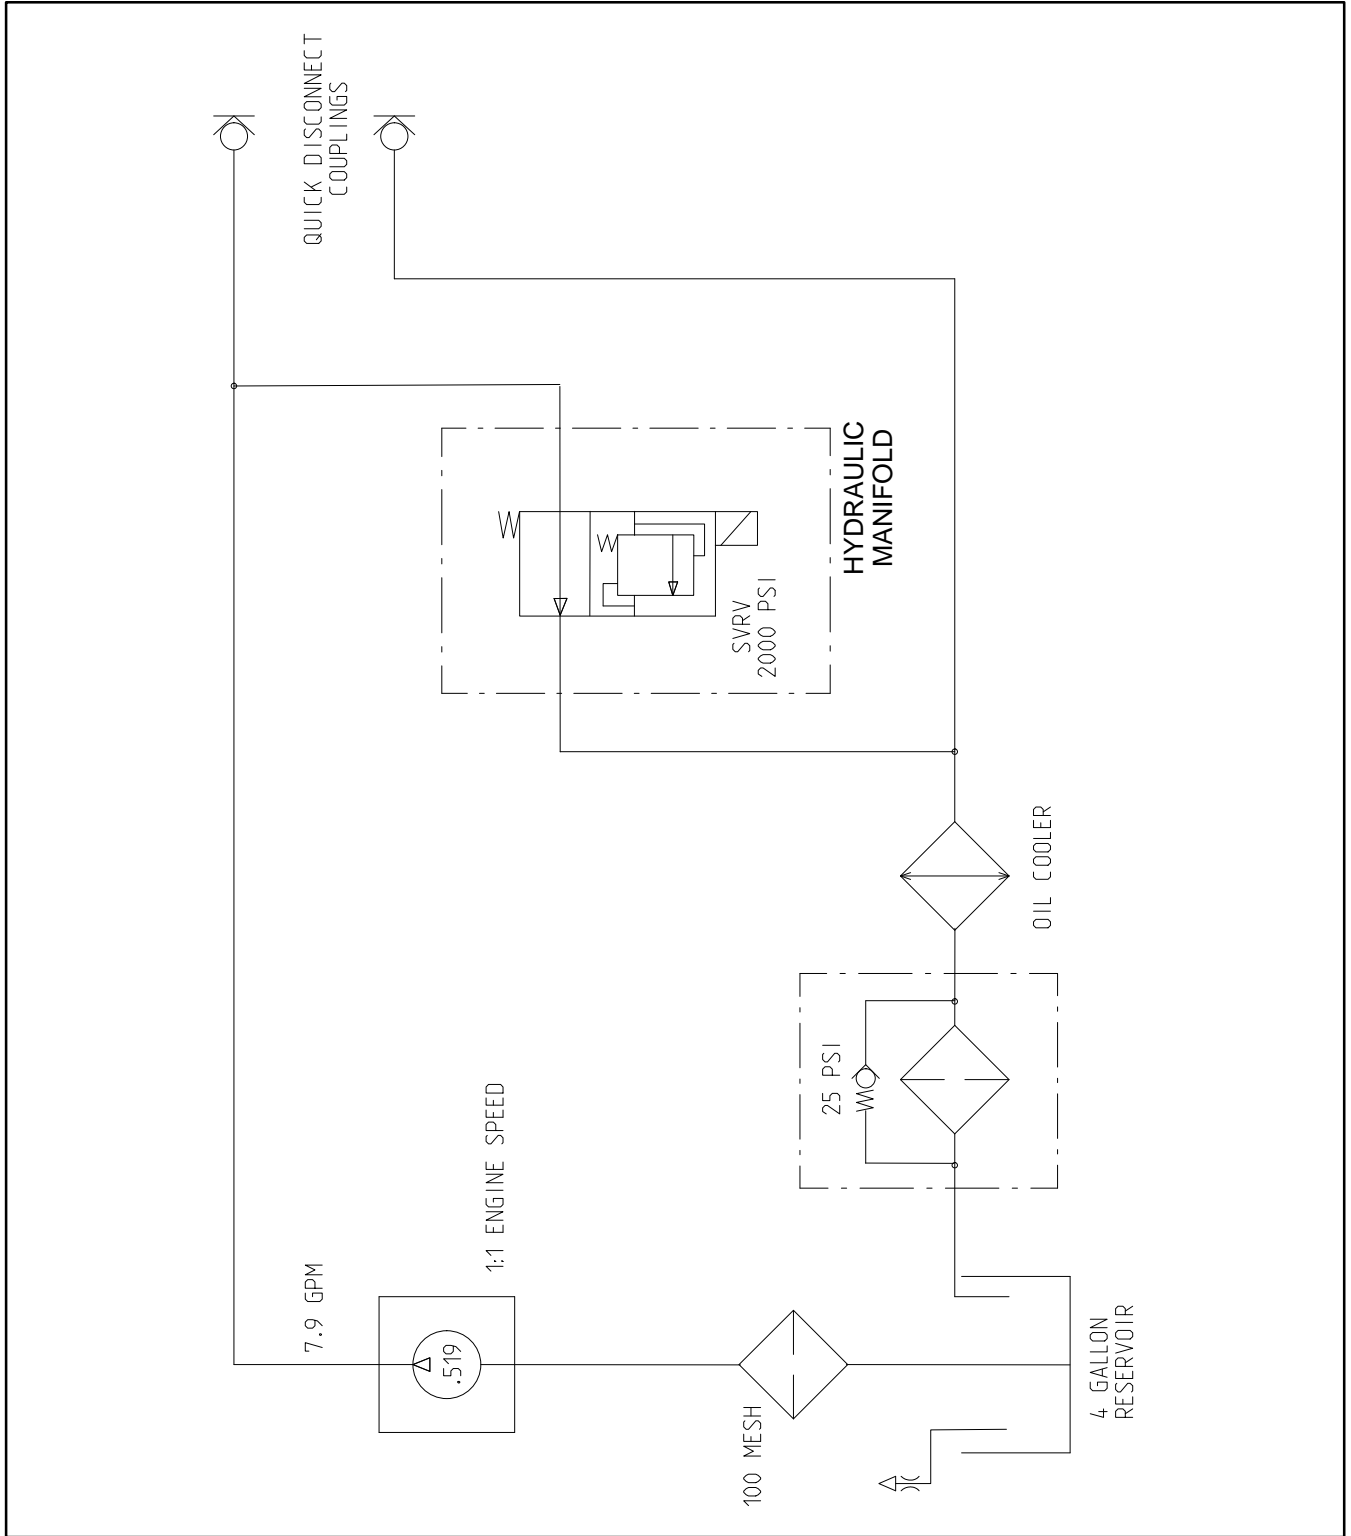 QUICK DISCONNECT
COUPLINGS
HYDRAULIC
MANIFOLD
SVRV
2000 PSI
OIL COOLER
25 PSI
1:1 ENGINE SPEED
7.9 GPM
.519
100 MESH
4 GALLON
RESERVOIR